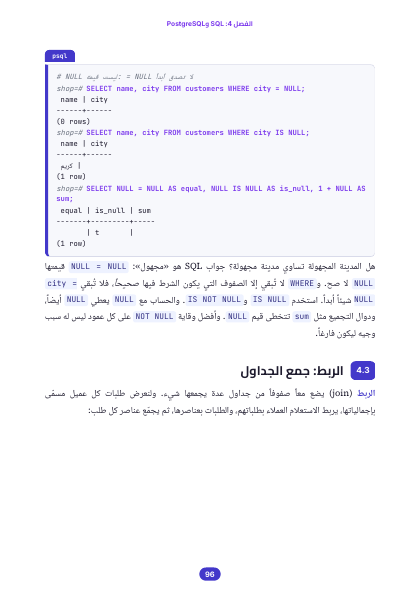 الفصل 4: SQL وPostgreSQL
psql
# NULL ليست قيمة: = NULL لا تصدق أبداً
shop=# SELECT name, city FROM customers WHERE city = NULL;
name | city
------+------
(0 rows)
shop=# SELECT name, city FROM customers WHERE city IS NULL;
name | city
------+------
كريم |
(1 row)
shop=# SELECT NULL = NULL AS equal, NULL IS NULL AS is_null, 1 + NULL AS
sum;
equal | is_null | sum
-------+---------+-----
| t |
(1 row)
هل المدينة المجهولة تساوي مدينة مجهولة؟ جواب SQL هو «مجهول»: NULL = NULL قيمتها
NULL لا صح. و WHERE لا تُبقي إلا الصفوف التي يكون الشرط فيها صحيحاً، فلا تُبقي city =
NULL شيئاً أبداً. استخدم IS NULL و IS NOT NULL. والحساب مع NULL يعطي NULL أيضاً،
ودوال التجميع مثل sum تتخطى قيم NULL. وأفضل وقاية NOT NULL على كل عمود ليس له سبب
وجيه ليكون فارغاً.
4.3 الربط: جمع الجداول
الربط (join) يضع معاً صفوفاً من جداول عدة يجمعها شيء. ولنعرض طلبات كل عميل مسمّى
بإجمالياتها، يربط الاستعلام العملاء بطلباتهم، والطلبات بعناصرها، ثم يجمّع عناصر كل طلب:
96